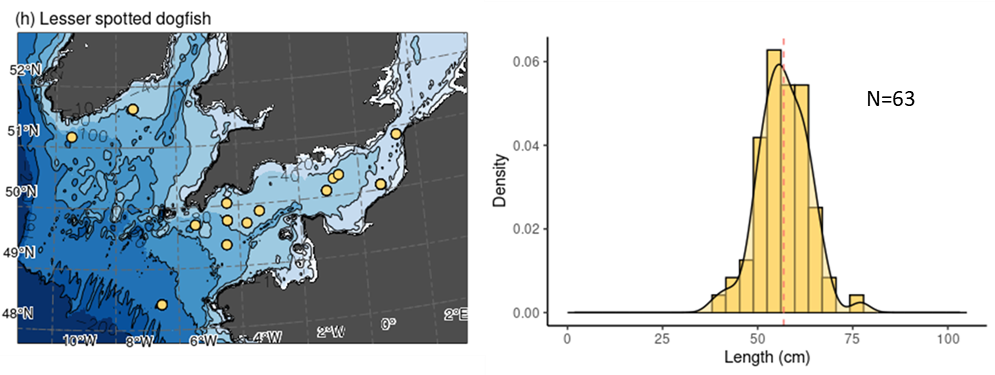 (h) Lesser spotted dogfish
52°N
51°N
50°N
49°N
48°N
10°W
8°W
6°W
4°W
2°W
0°
2°E
100
40
N=63
0.06
0.04
0.02
0.00
Density
0
25
50
75
100
Length (cm)